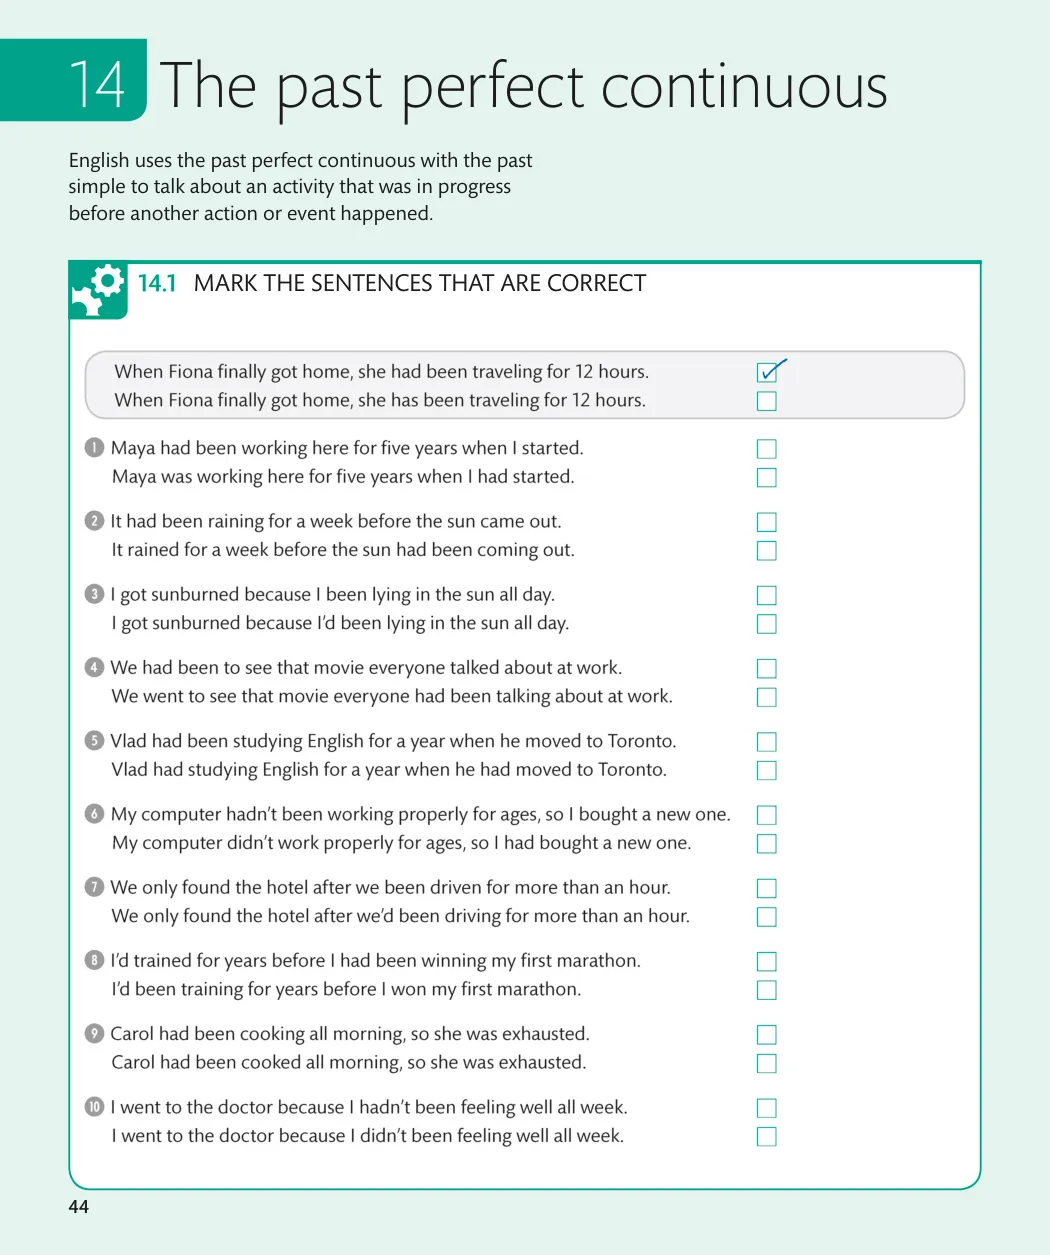 14 The past perfect continuous
English uses the past perfect continuous with the past
simple to talk about an activity that was in progress
before another action or event happened.
14.1 MARK THE SENTENCES THAT ARE CORRECT
When Fiona finally got home, she had been traveling for 12 hours.
When Fiona finally got home, she has been traveling for 12 hours.
1 Maya had been working here for five years when I started.
Maya was working here for five years when I had started.
2 It had been raining for a week before the sun came out.
It rained for a week before the sun had been coming out.
3 I got sunburned because I been lying in the sun all day.
I got sunburned because I’d been lying in the sun all day.
4 We had been to see that movie everyone talked about at work.
We went to see that movie everyone had been talking about at work.
5 Vlad had been studying English for a year when he moved to Toronto.
Vlad had studying English for a year when he had moved to Toronto.
6 My computer hadn’t been working properly for ages, so I bought a new one.
My computer didn’t work properly for ages, so I had bought a new one.
7 We only found the hotel after we been driven for more than an hour.
We only found the hotel after we’d been driving for more than an hour.
8 I’d trained for years before I had been winning my first marathon.
I’d been training for years before I won my first marathon.
9 Carol had been cooking all morning, so she was exhausted.
Carol had been cooked all morning, so she was exhausted.
10 I went to the doctor because I hadn’t been feeling well all week.
I went to the doctor because I didn’t been feeling well all week.
44